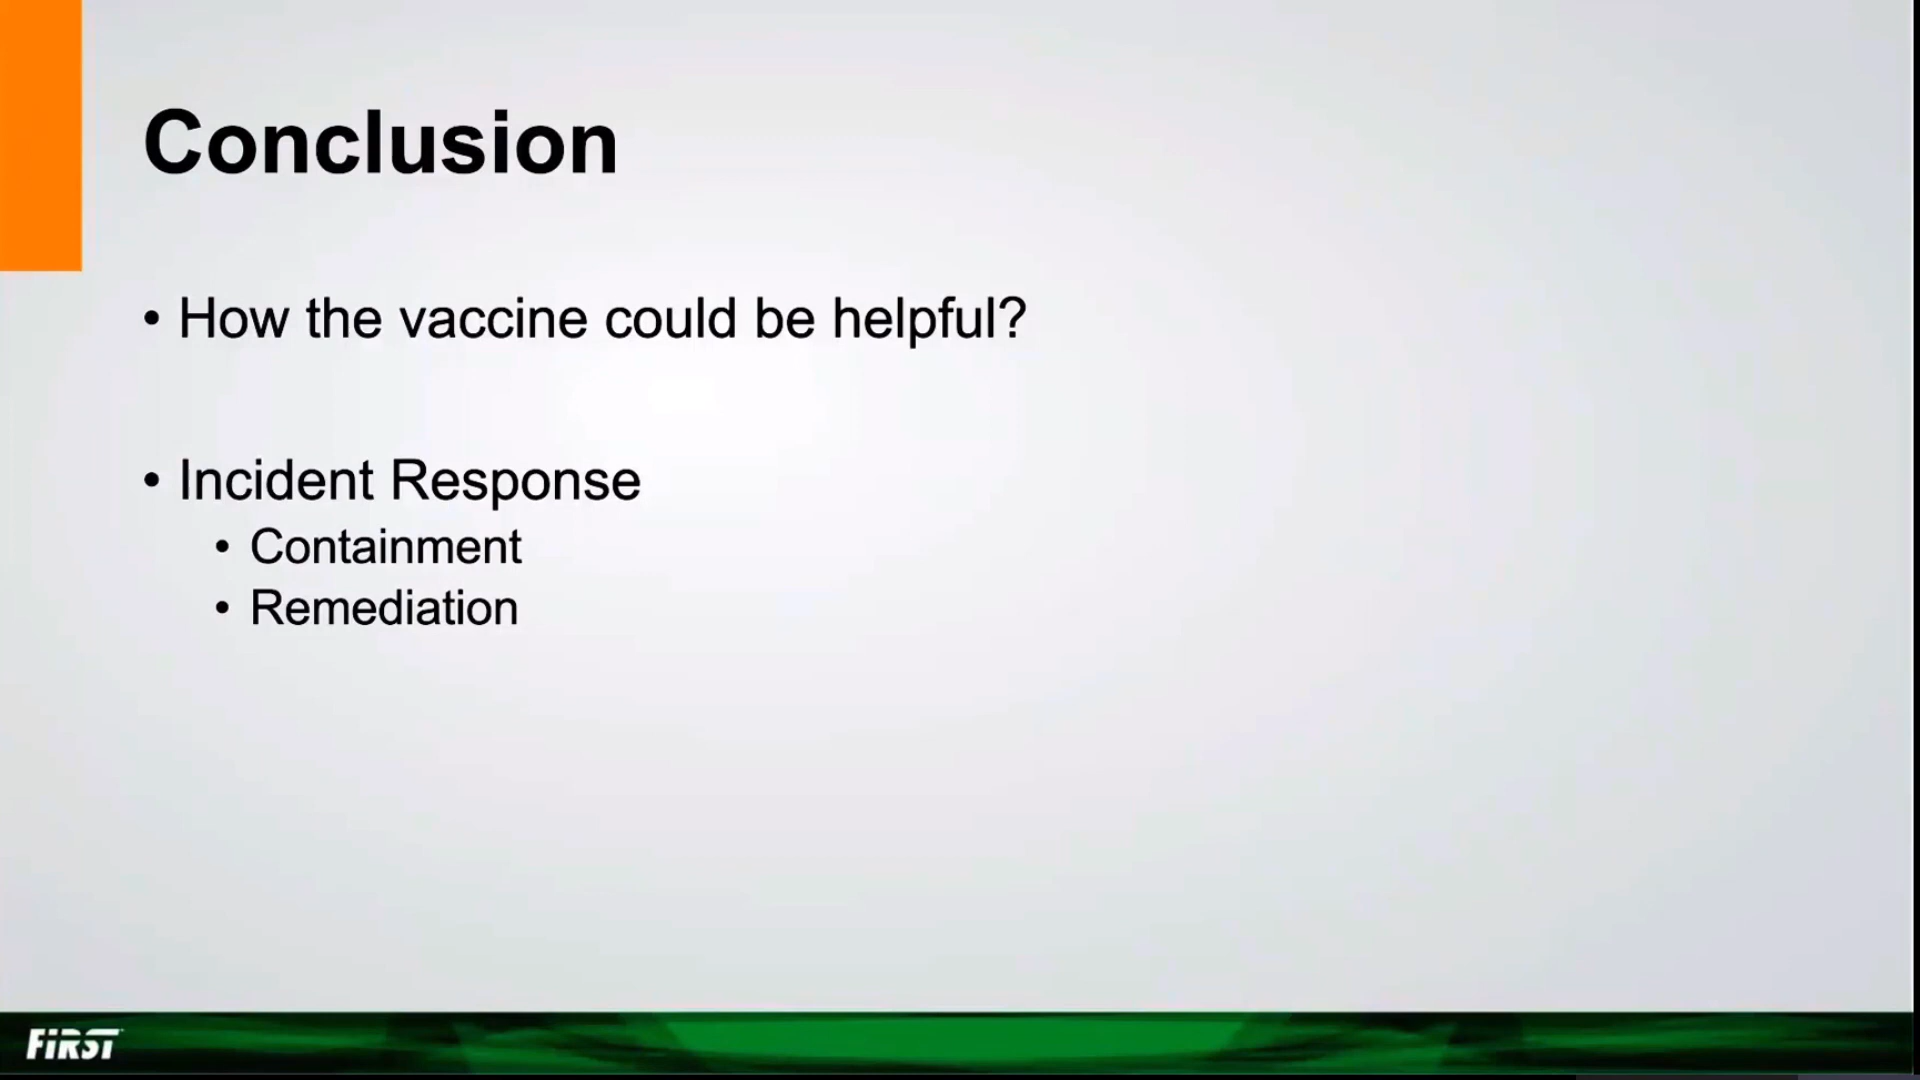 Conclusion
• How the vaccine could be helpful?
• Incident Response
• Containment
• Remediation
FiRST